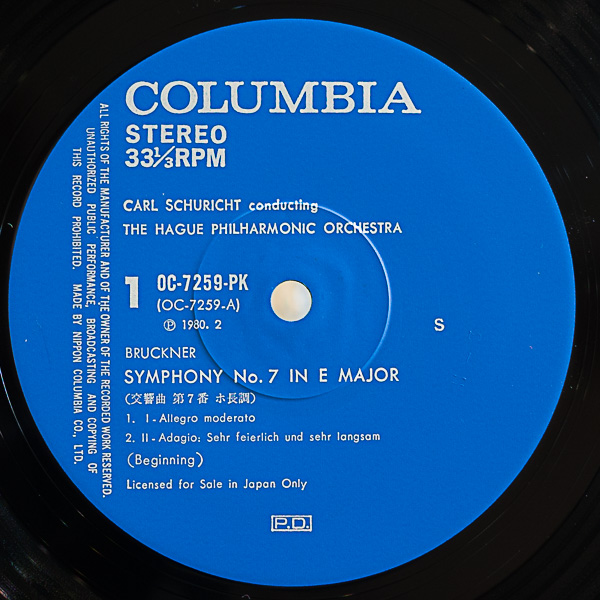 COLUMBIA
STEREO
33⅓RPM
CARL SCHURICHT conducting
THE HAGUE PHILHARMONIC ORCHESTRA
1 OC-7259-PK
(OC-7259-A)
Ⓟ 1980. 2
S
BRUCKNER
SYMPHONY No. 7 IN E MAJOR
(交響曲 第7番 ホ長調)
1. I-Allegro moderato
2. II-Adagio: Sehr feierlich und sehr langsam
(Beginning)
Licensed for Sale in Japan Only
P.D.
ALL RIGHTS OF THE MANUFACTURER AND OF THE OWNER OF THE RECORDED WORK RESERVED.
UNAUTHORIZED PUBLIC PERFORMANCE, BROADCASTING AND COPYING OF
THIS RECORD PROHIBITED. MADE BY NIPPON COLUMBIA CO., LTD.